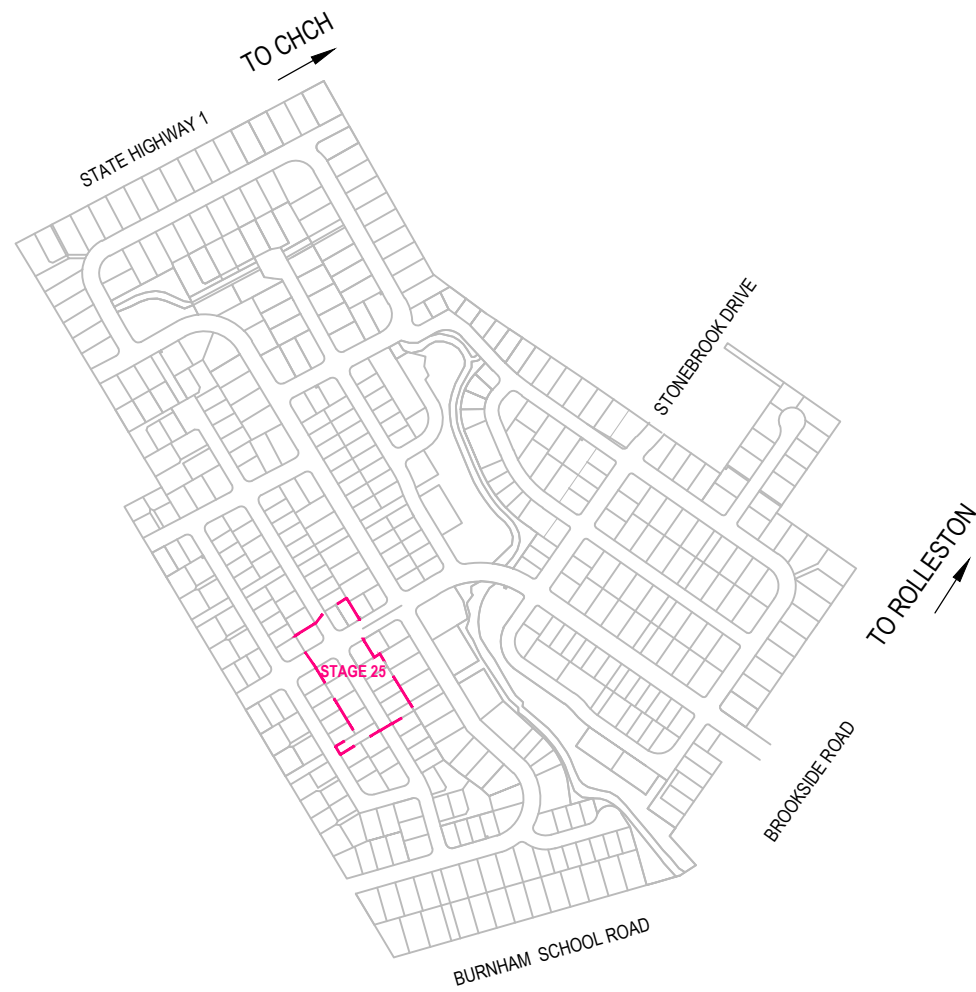 TO CHCH
STATE HIGHWAY 1
STONEBROOK DRIVE
TO ROLLESTON
STAGE 25
BROOKSIDE ROAD
BURNHAM SCHOOL ROAD